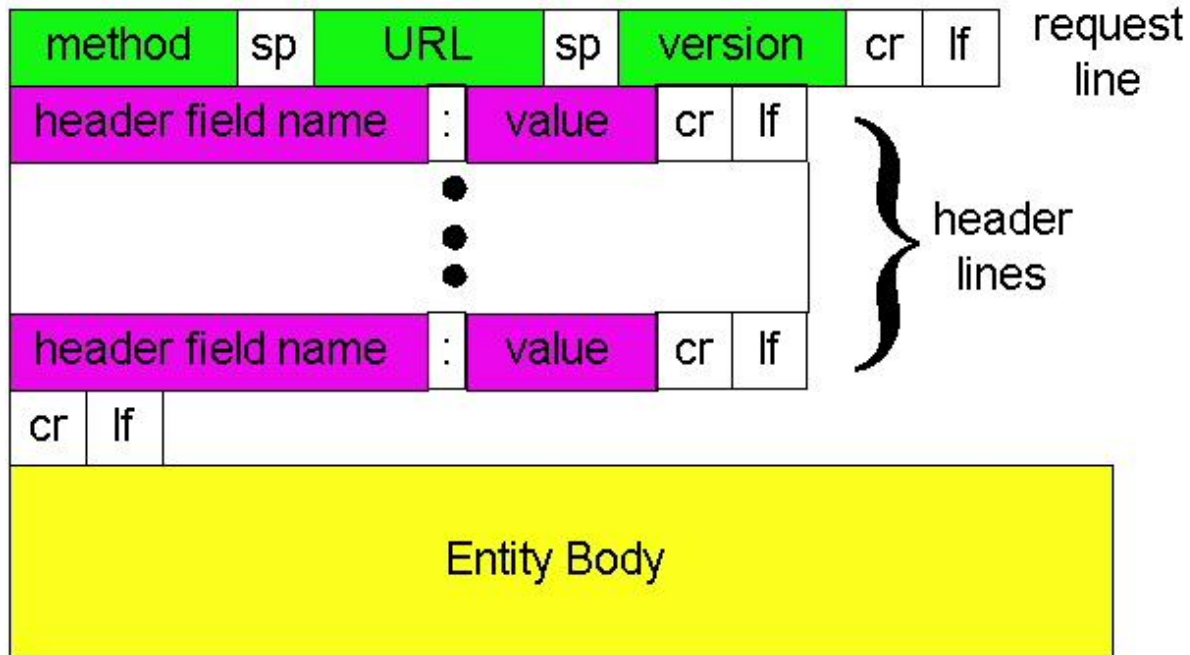 method sp URL sp version cr lf request line
header field name : value cr lf
header lines
header field name : value cr lf
cr lf
Entity Body